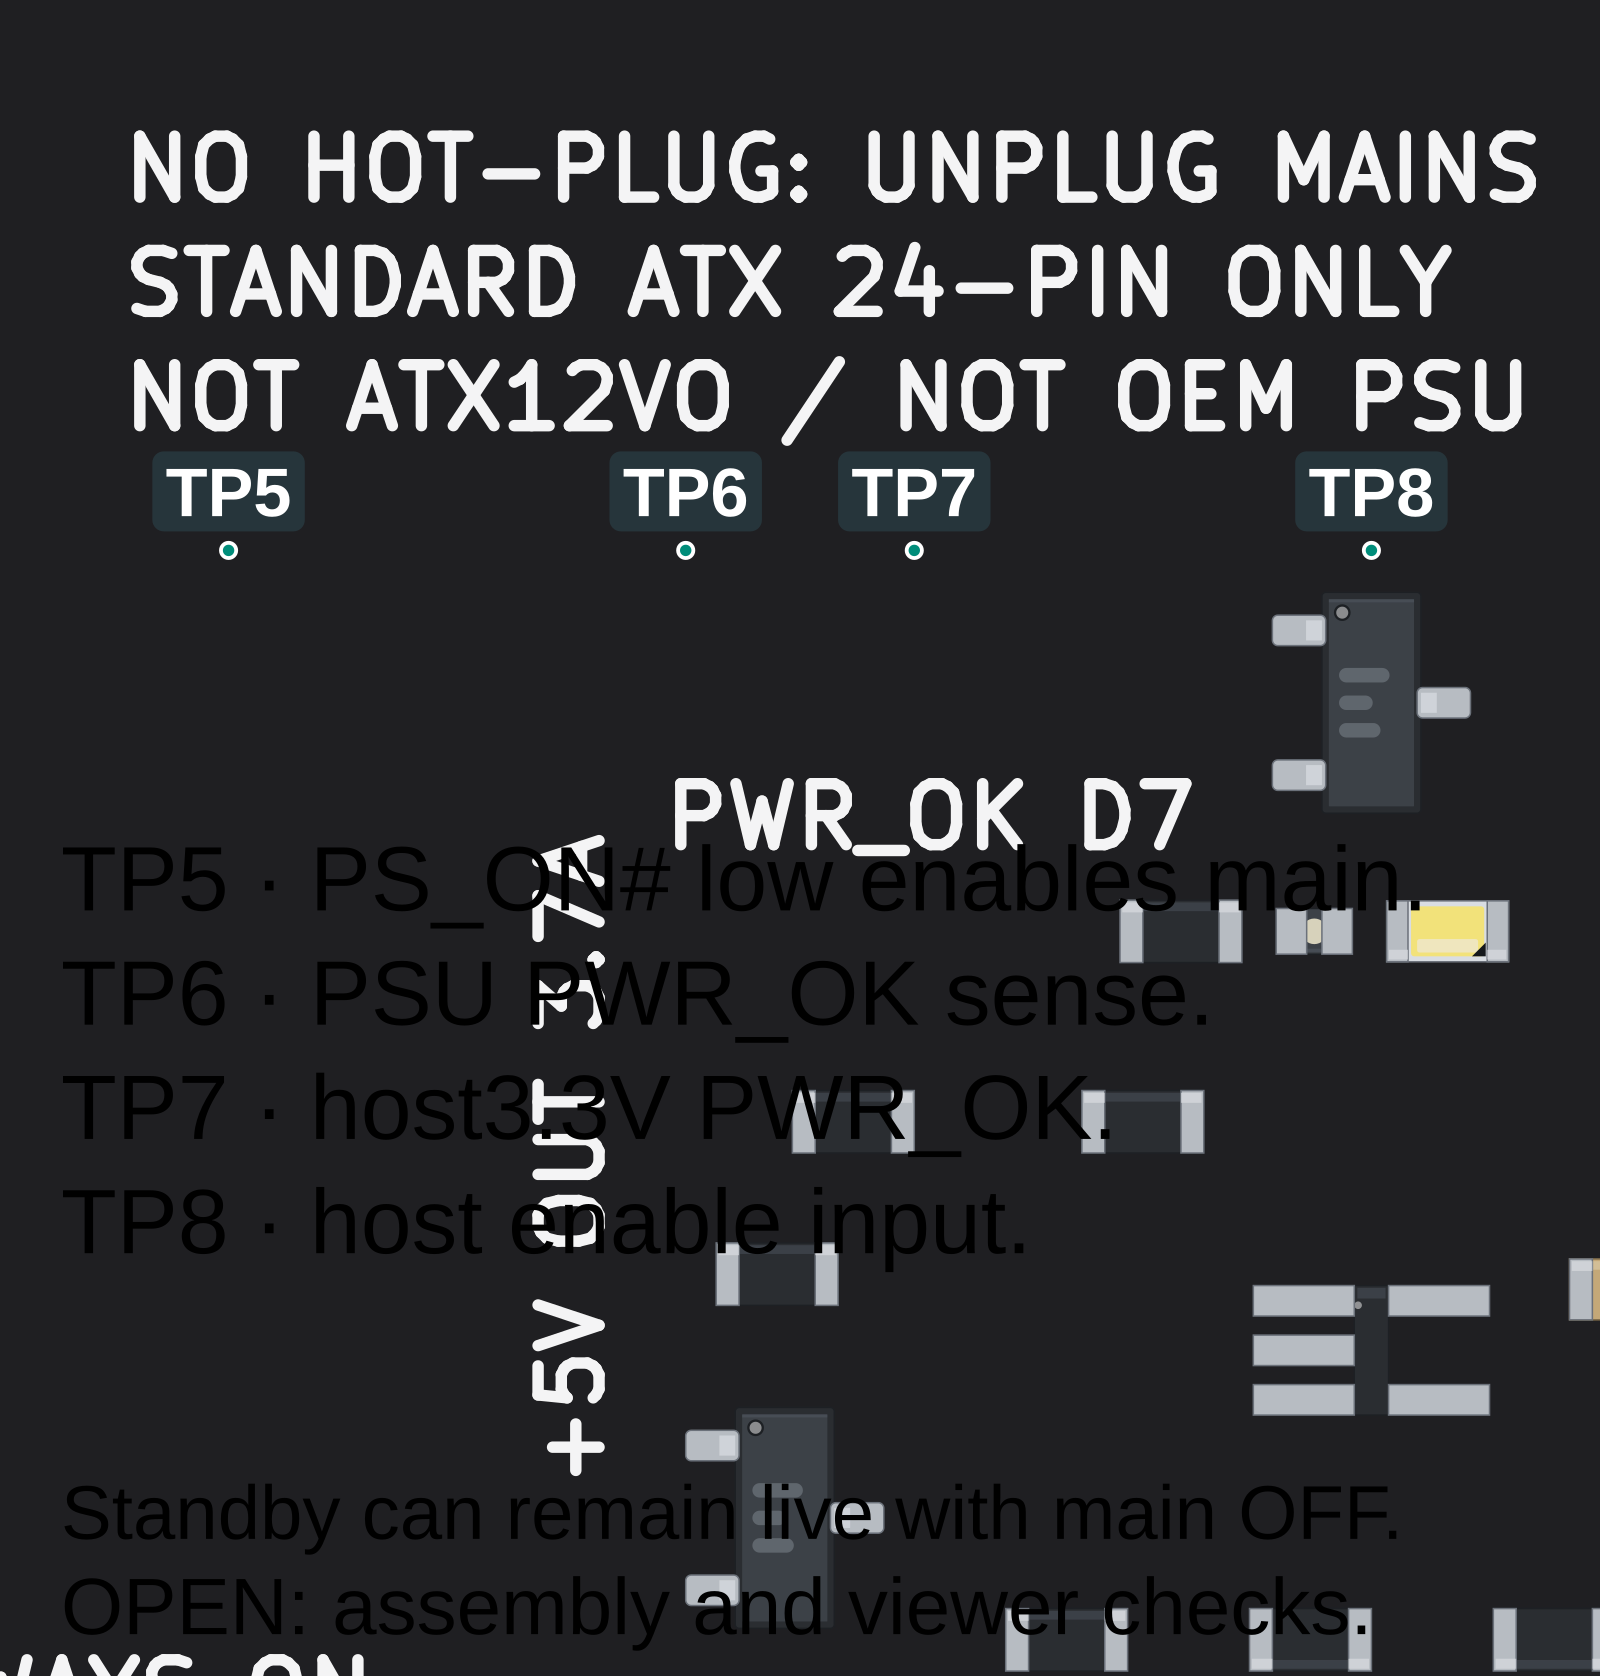 NO HOT-PLUG: UNPLUG MAINS
STANDARD ATX 24-PIN ONLY
NOT ATX12VO / NOT OEM PSU
TP5 TP6 TP7 TP8
PWR_OK D7
+5V OUT 3.7A
TP5 · PS_ON# low enables main.
TP6 · PSU PWR_OK sense.
TP7 · host3.3V PWR_OK.
TP8 · host enable input.
Standby can remain live with main OFF.
OPEN: assembly and viewer checks.
ON